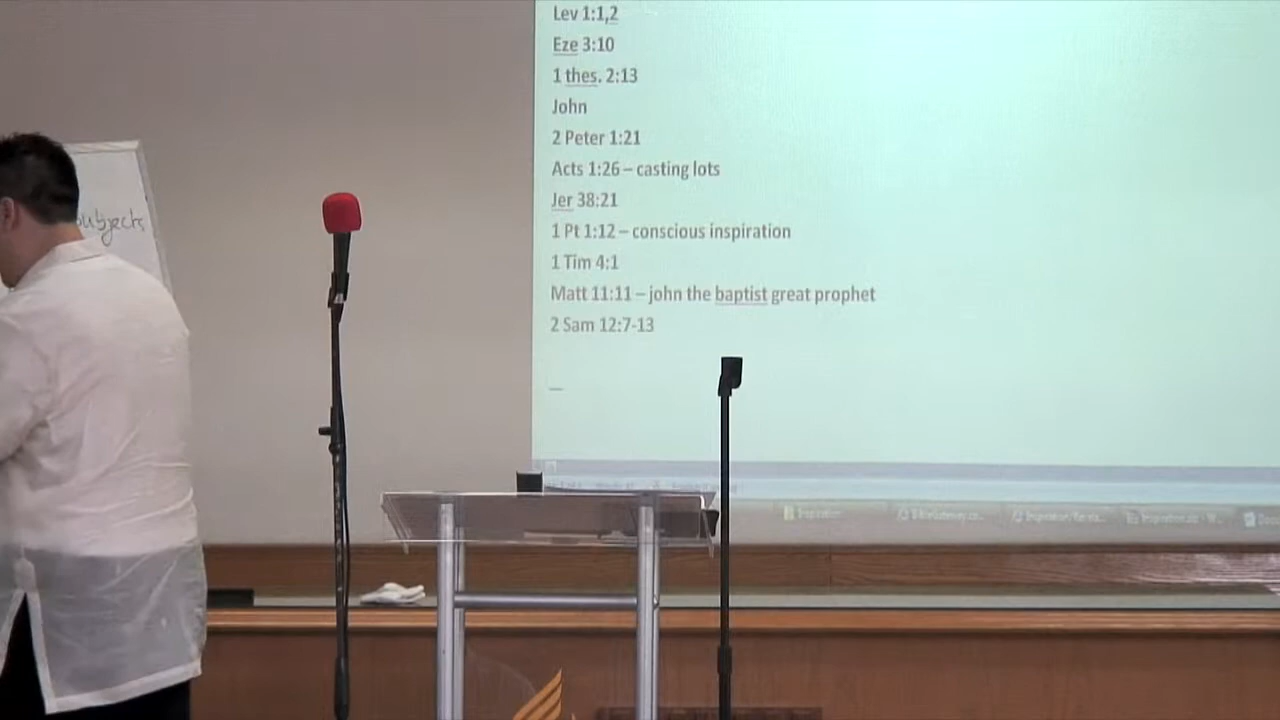 Lev 1:1,2
Eze 3:10
1 thes. 2:13
John
2 Peter 1:21
Acts 1:26 – casting lots
Jer 38:21
1 Pt 1:12 – conscious inspiration
1 Tim 4:1
Matt 11:11 – john the baptist great prophet
2 Sam 12:7-13
subjects